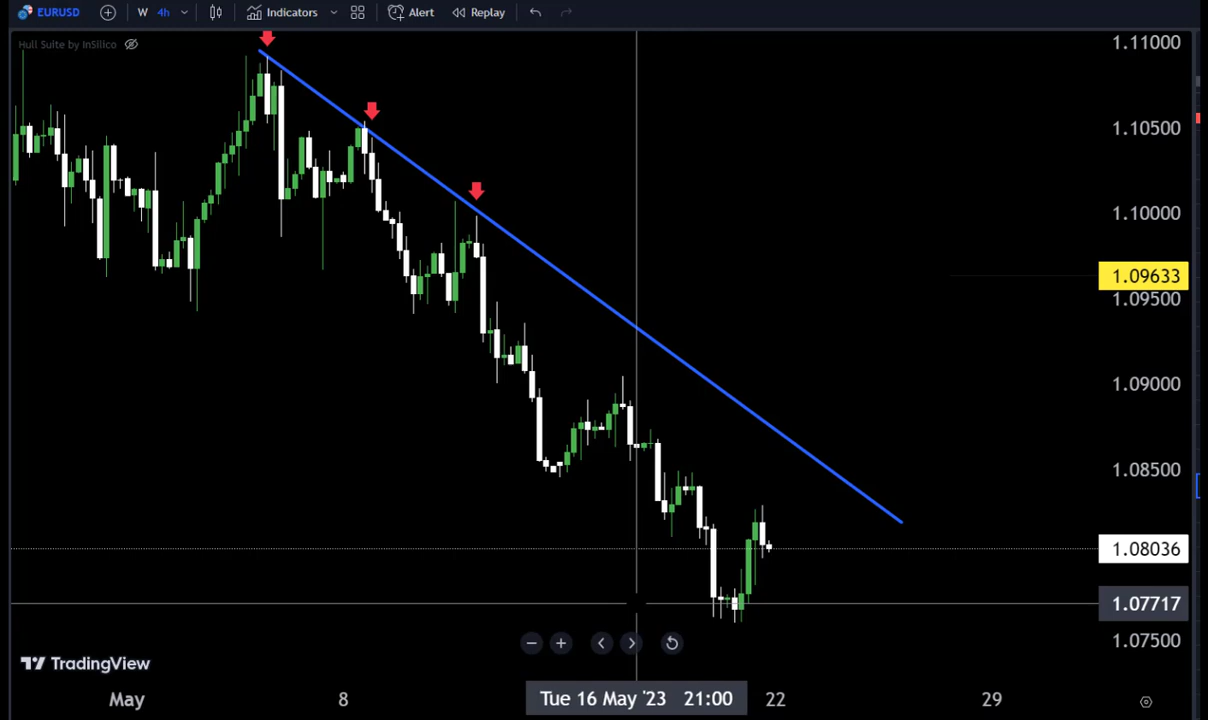 EURUSD W 4h Indicators Alert Replay
Hull Suite by InSilico
1.11000
1.10500
1.10000
1.09633
1.09500
1.09000
1.08500
1.08036
1.07717
1.07500
TradingView
May 8 Tue 16 May '23 21:00 22 29